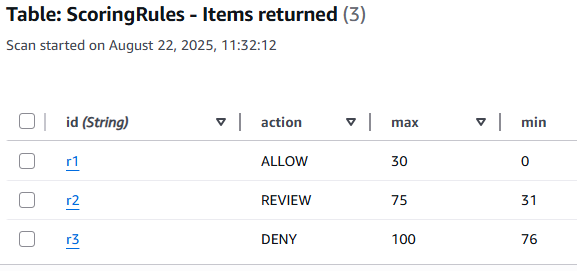 Table: ScoringRules - Items returned (3)
Scan started on August 22, 2025, 11:32:12
id (String) action max min
r1 ALLOW 30 0
r2 REVIEW 75 31
r3 DENY 100 76